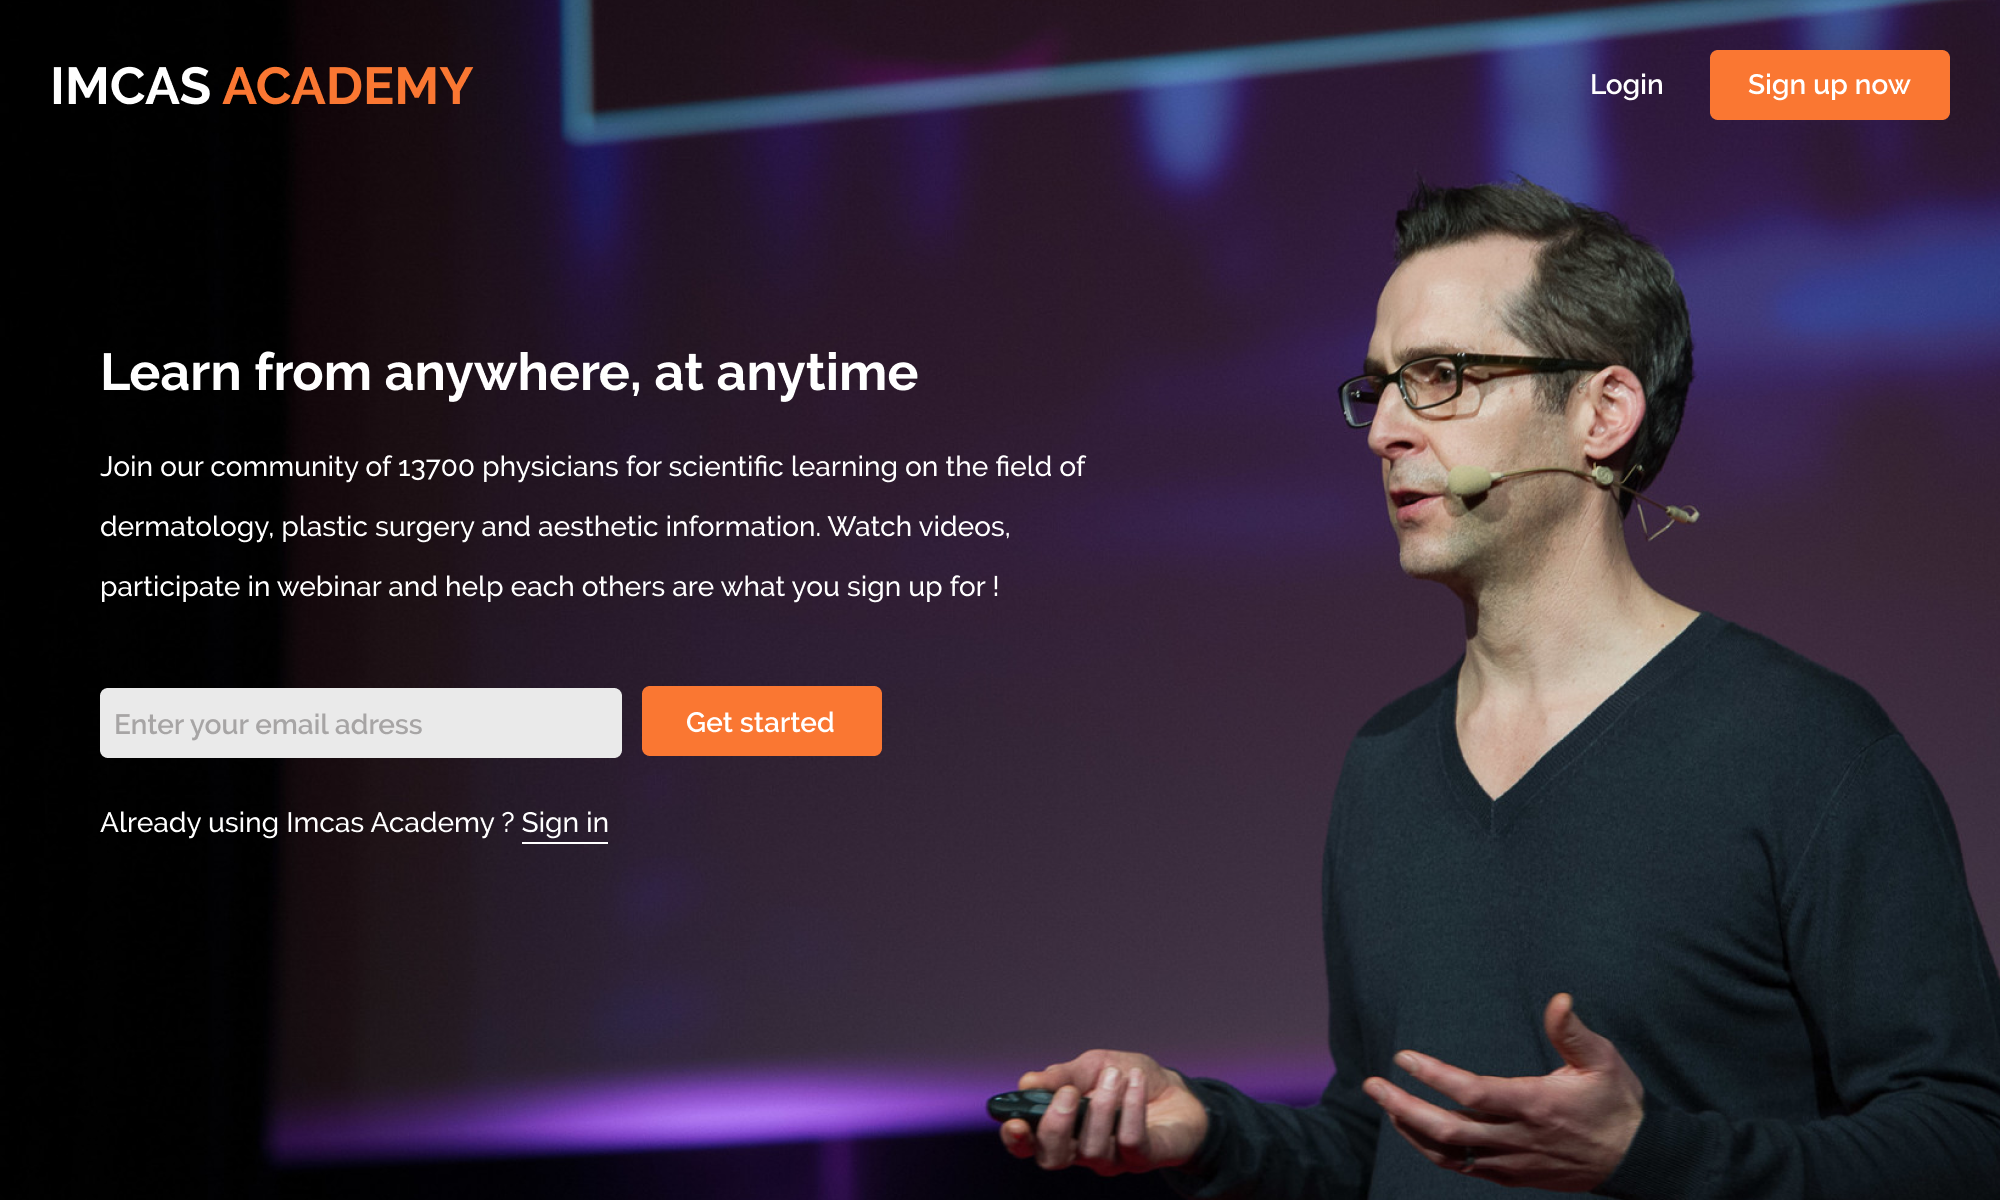 IMCAS ACADEMY
Login
Sign up now
Learn from anywhere, at anytime
Join our community of 13700 physicians for scientific learning on the field of
dermatology, plastic surgery and aesthetic information. Watch videos,
participate in webinar and help each others are what you sign up for !
Enter your email adress
Get started
Already using Imcas Academy ? Sign in